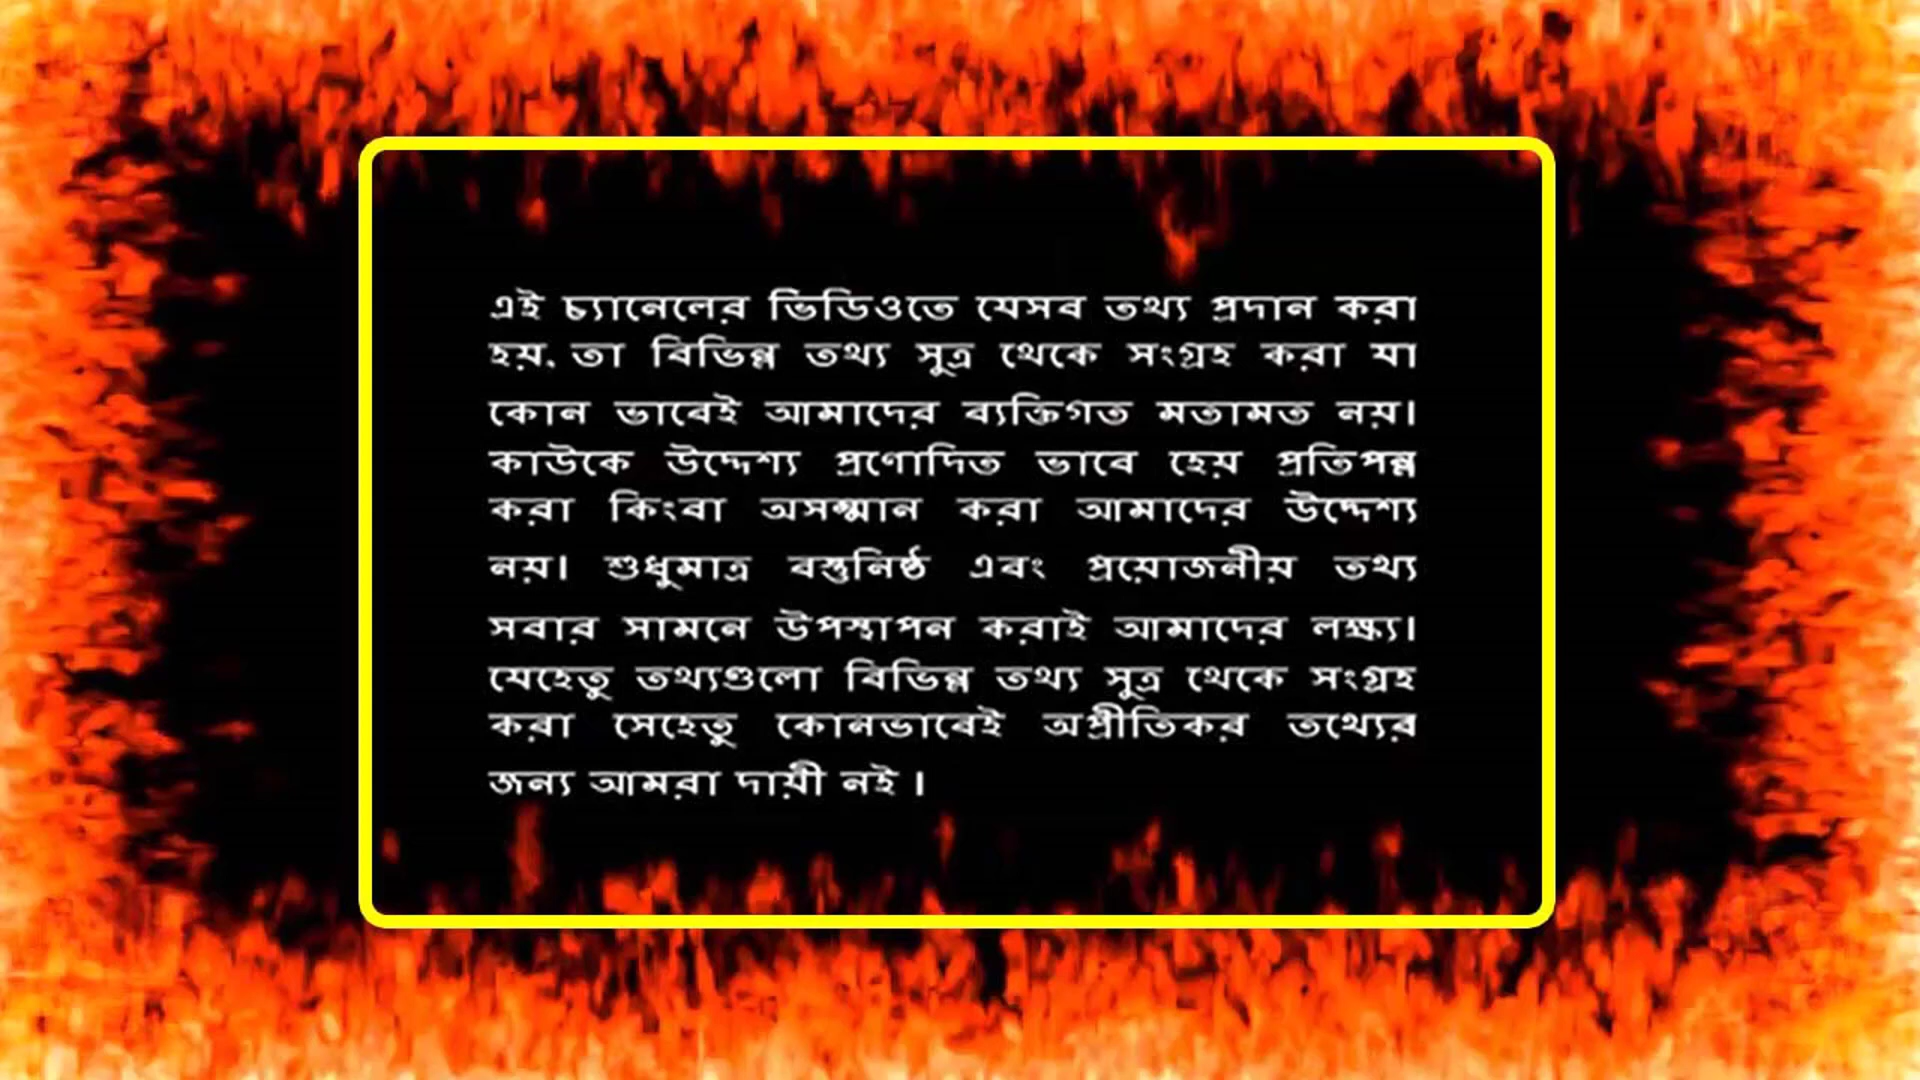 এই চ্যানেলের ভিডিওতে যেসব তথ্য প্রদান করা
হয়, তা বিভিন্ন তথ্য সুত্র থেকে সংগ্রহ করা যা
কোন ভাবেই আমাদের ব্যক্তিগত মতামত নয়।
কাউকে উদ্দেশ্য প্রণোদিত ভাবে হেয় প্রতিপন্ন
করা কিংবা অসম্মান করা আমাদের উদ্দেশ্য
নয়। শুধুমাত্র বস্তুনিষ্ঠ এবং প্রয়োজনীয় তথ্য
সবার সামনে উপস্থাপন করাই আমাদের লক্ষ্য।
যেহেতু তথ্যগুলো বিভিন্ন তথ্য সুত্র থেকে সংগ্রহ
করা সেহেতু কোনভাবেই অপ্রীতিকর তথ্যের
জন্য আমরা দায়ী নই ।